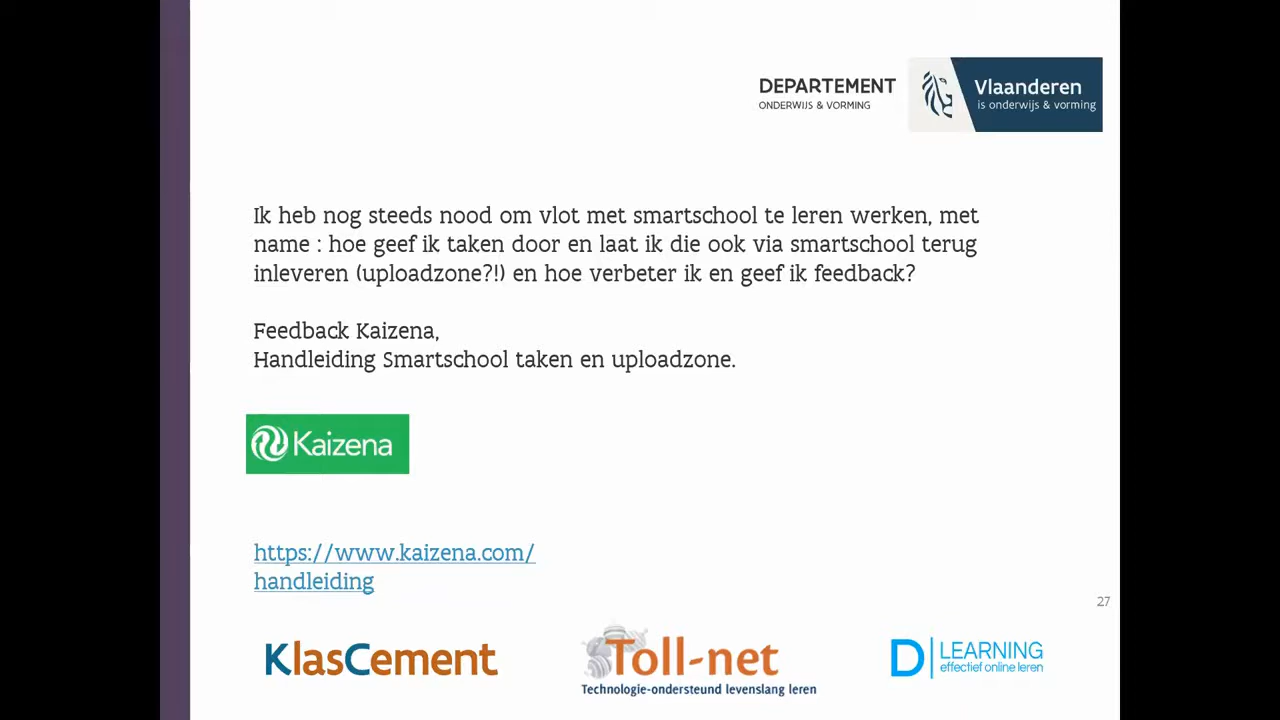 DEPARTEMENT
ONDERWIJS & VORMING
Vlaanderen
is onderwijs & vorming
Ik heb nog steeds nood om vlot met smartschool te leren werken, met
name : hoe geef ik taken door en laat ik die ook via smartschool terug
inleveren (uploadzone?!) en hoe verbeter ik en geef ik feedback?
Feedback Kaizena,
Handleiding Smartschool taken en uploadzone.
Kaizena
https://www.kaizena.com/
handleiding
27
KlasCement
Toll-net
Technologie-ondersteund levenslang leren
D LEARNING
effectief online leren